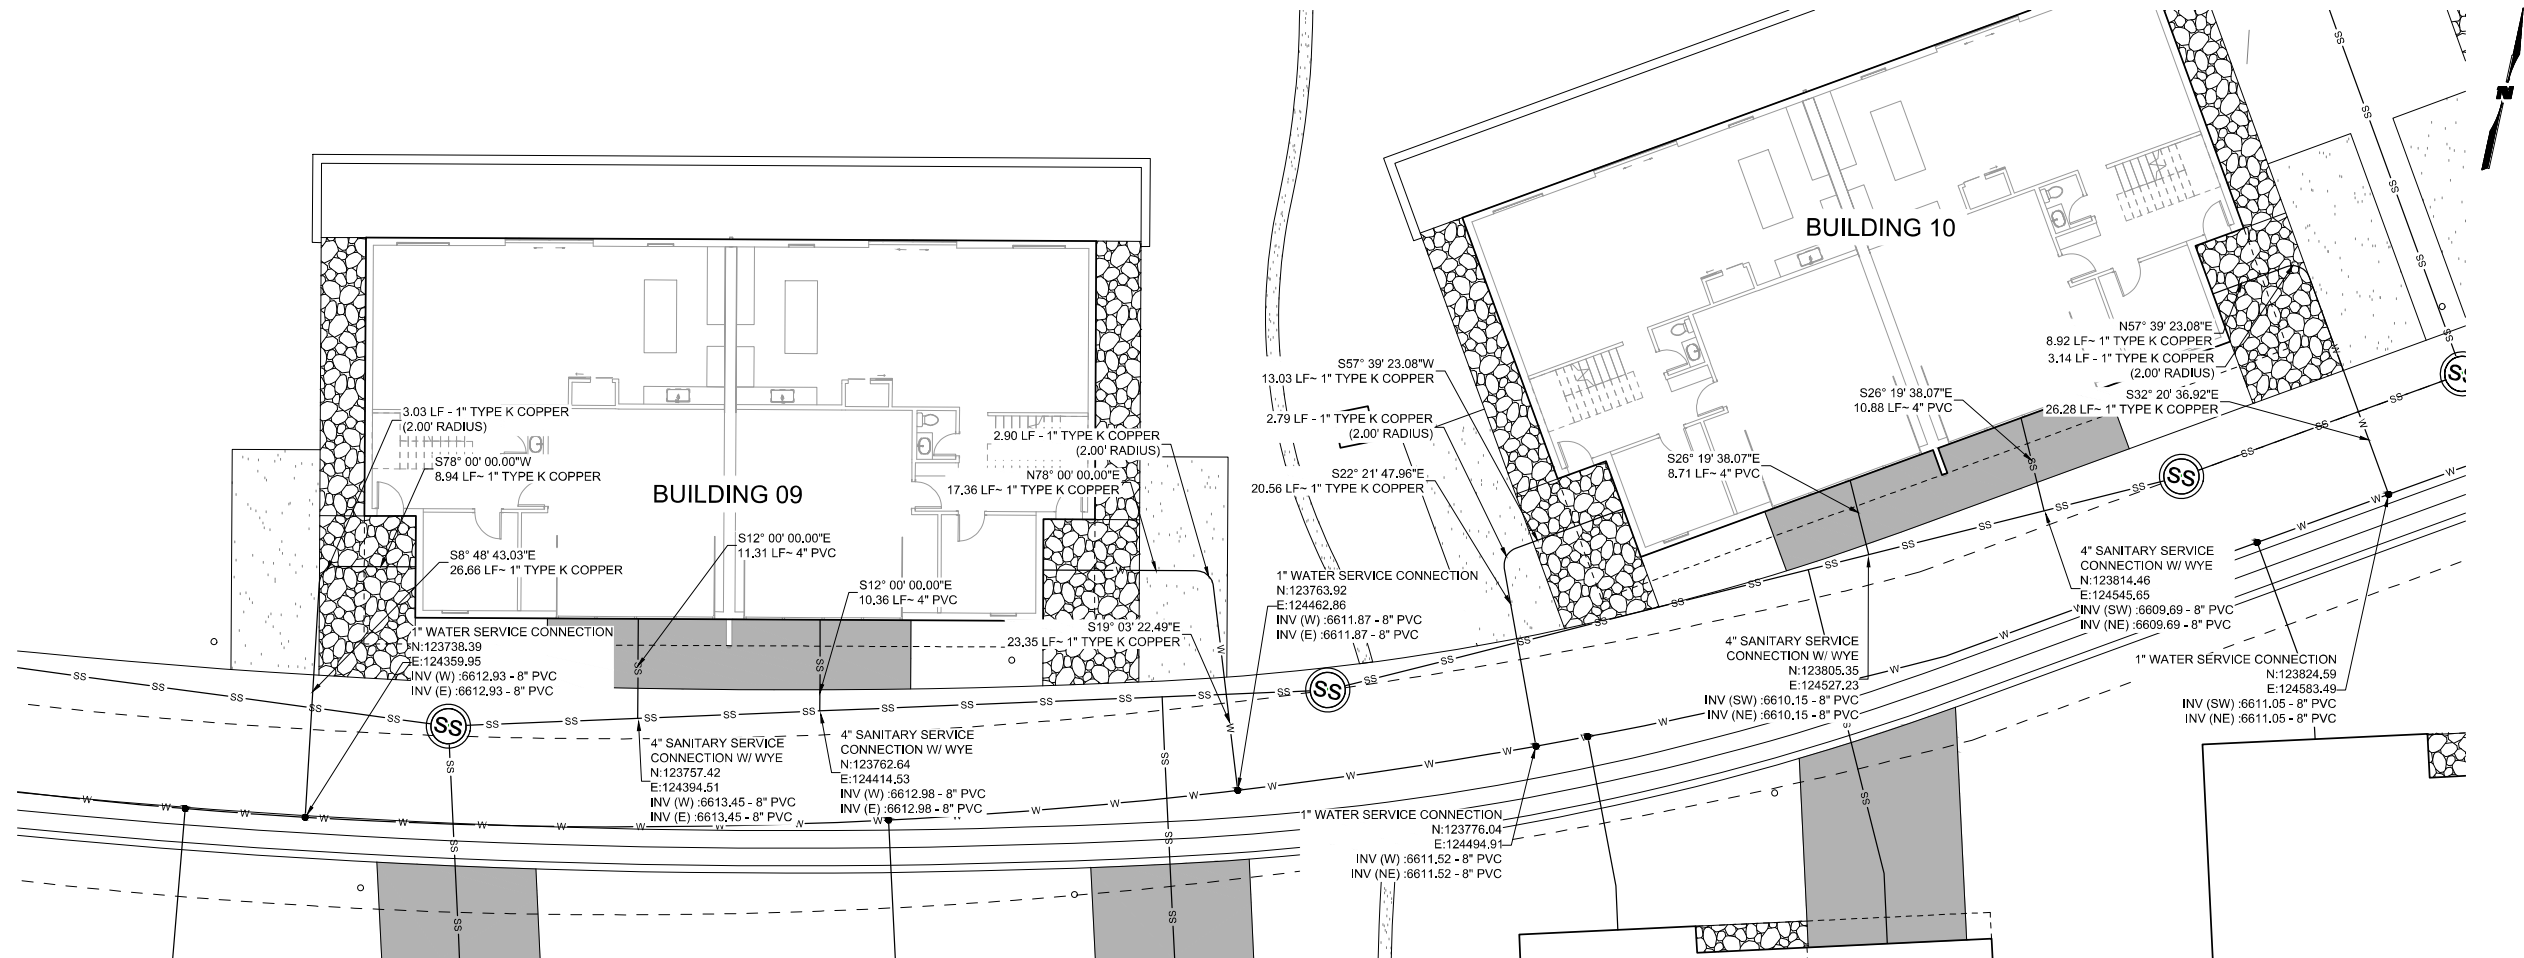 N
BUILDING 10
BUILDING 09
N57° 39' 23.08"E
8.92 LF~ 1" TYPE K COPPER
3.14 LF - 1" TYPE K COPPER
(2.00' RADIUS)
S32° 20' 36.92"E
26.28 LF~ 1" TYPE K COPPER
S57° 39' 23.08"W
13.03 LF~ 1" TYPE K COPPER
2.79 LF - 1" TYPE K COPPER
(2.00' RADIUS)
S22° 21' 47.96"E
20.56 LF~ 1" TYPE K COPPER
S26° 19' 38.07"E
10.88 LF~ 4" PVC
S26° 19' 38.07"E
8.71 LF~ 4" PVC
3.03 LF - 1" TYPE K COPPER
(2.00' RADIUS)
S78° 00' 00.00"W
8.94 LF~ 1" TYPE K COPPER
2.90 LF - 1" TYPE K COPPER
(2.00' RADIUS)
N78° 00' 00.00"E
17.36 LF~ 1" TYPE K COPPER
S12° 00' 00.00"E
11.31 LF~ 4" PVC
S8° 48' 43.03"E
26.66 LF~ 1" TYPE K COPPER
S12° 00' 00.00"E
10.36 LF~ 4" PVC
S19° 03' 22.49"E
23.35 LF~ 1" TYPE K COPPER
1" WATER SERVICE CONNECTION
N:123738.39
E:124359.95
INV (W) :6612.93 - 8" PVC
INV (E) :6612.93 - 8" PVC
1" WATER SERVICE CONNECTION
N:123763.92
E:124462.86
INV (W) :6611.87 - 8" PVC
INV (E) :6611.87 - 8" PVC
4" SANITARY SERVICE
CONNECTION W/ WYE
N:123814.46
E:124545.65
INV (SW) :6609.69 - 8" PVC
INV (NE) :6609.69 - 8" PVC
4" SANITARY SERVICE
CONNECTION W/ WYE
N:123805.35
E:124527.23
INV (SW) :6610.15 - 8" PVC
INV (NE) :6610.15 - 8" PVC
1" WATER SERVICE CONNECTION
N:123824.59
E:124583.49
INV (SW) :6611.05 - 8" PVC
INV (NE) :6611.05 - 8" PVC
4" SANITARY SERVICE
CONNECTION W/ WYE
N:123757.42
E:124394.51
INV (W) :6613.45 - 8" PVC
INV (E) :6613.45 - 8" PVC
4" SANITARY SERVICE
CONNECTION W/ WYE
N:123762.64
E:124414.53
INV (W) :6612.98 - 8" PVC
INV (E) :6612.98 - 8" PVC
1" WATER SERVICE CONNECTION
N:123776.04
E:124494.91
INV (W) :6611.52 - 8" PVC
INV (NE) :6611.52 - 8" PVC
SS
SS
SS
SS
W
W